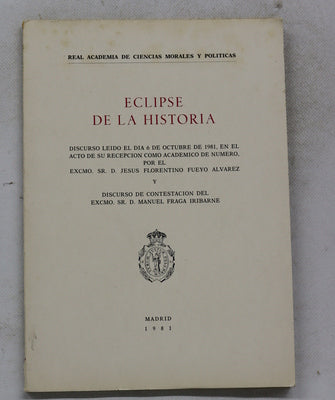 REAL ACADEMIA DE CIENCIAS MORALES Y POLITICAS
ECLIPSE
DE LA HISTORIA
DISCURSO LEIDO EL DIA 6 DE OCTUBRE DE 1981, EN EL
ACTO DE SU RECEPCION COMO ACADEMICO DE NUMERO,
POR EL
EXCMO. SR. D. JESUS FLORENTINO FUEYO ALVAREZ
Y
DISCURSO DE CONTESTACION DEL
EXCMO. SR. D. MANUEL FRAGA IRIBARNE
MADRID
1981